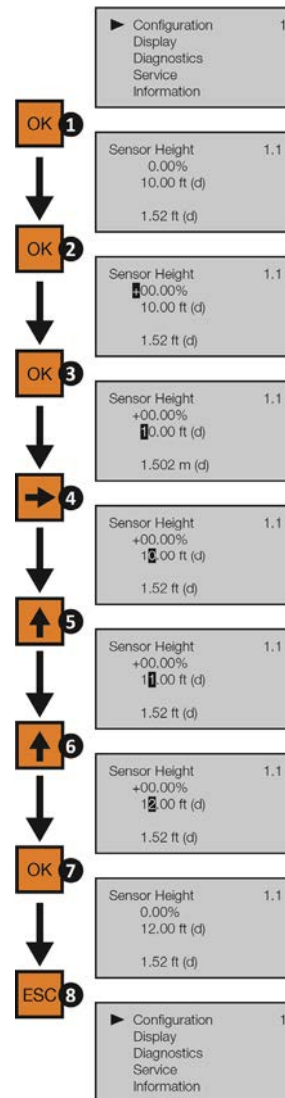 ► Configuration 1
Display
Diagnostics
Service
Information
OK 1
Sensor Height 1.1
0.00%
10.00 ft (d)
1.52 ft (d)
OK 2
Sensor Height 1.1
+00.00%
10.00 ft (d)
1.52 ft (d)
OK 3
Sensor Height 1.1
+00.00%
10.00 ft (d)
1.502 m (d)
4
Sensor Height 1.1
+00.00%
10.00 ft (d)
1.52 ft (d)
5
Sensor Height 1.1
+00.00%
11.00 ft (d)
1.52 ft (d)
6
Sensor Height 1.1
+00.00%
12.00 ft (d)
1.52 ft (d)
OK 7
Sensor Height 1.1
0.00%
12.00 ft (d)
1.52 ft (d)
ESC 8
► Configuration 1
Display
Diagnostics
Service
Information